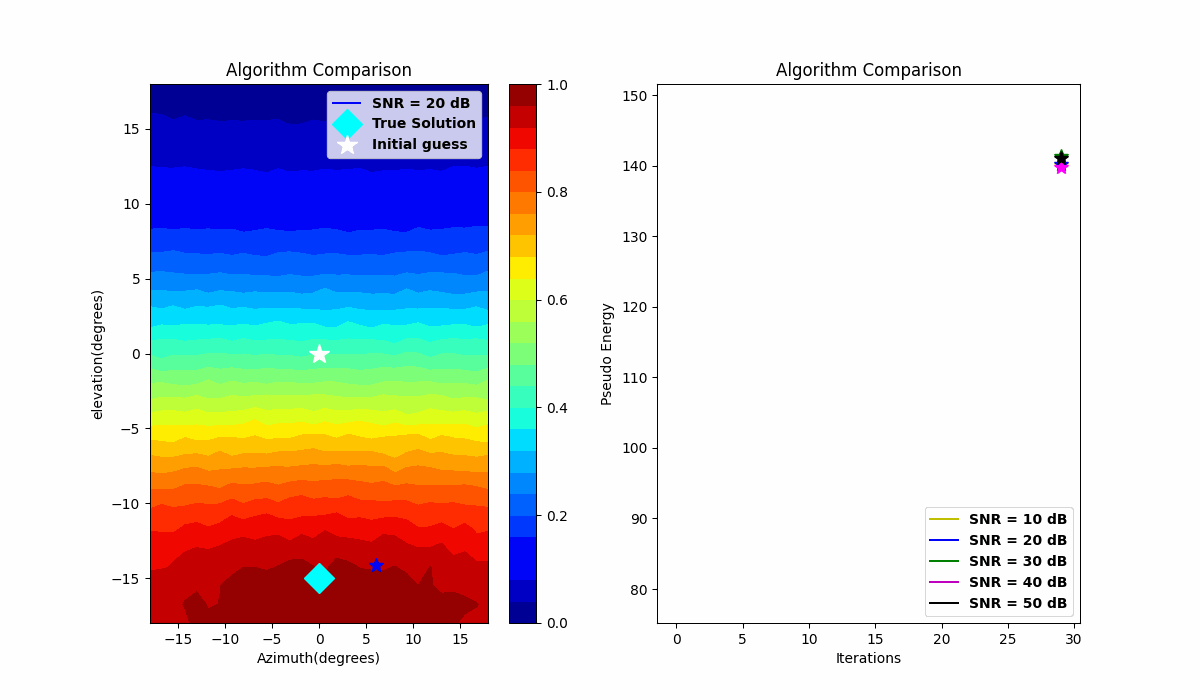 Algorithm Comparison
SNR = 20 dB
True Solution
Initial guess
15
10
5
0
−5
−10
−15
elevation(degrees)
−15 −10 −5 0 5 10 15
Azimuth(degrees)
1.0
0.8
0.6
0.4
0.2
0.0
Algorithm Comparison
150
140
130
120
110
100
90
80
Pseudo Energy
SNR = 10 dB
SNR = 20 dB
SNR = 30 dB
SNR = 40 dB
SNR = 50 dB
0 5 10 15 20 25 30
Iterations